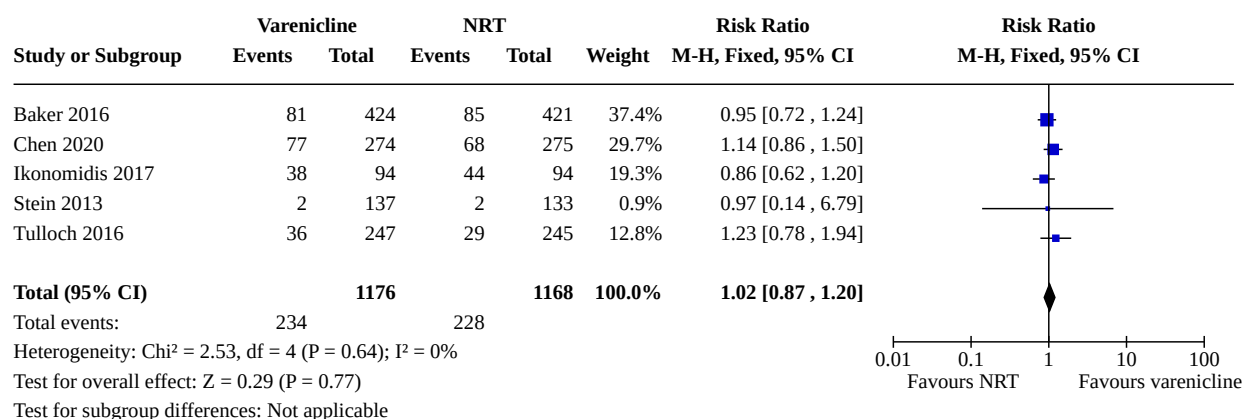 Varenicline NRT Risk Ratio Risk Ratio
Study or Subgroup Events Total Events Total Weight M-H, Fixed, 95% CI M-H, Fixed, 95% CI
Baker 2016 81 424 85 421 37.4% 0.95 [0.72 , 1.24]
Chen 2020 77 274 68 275 29.7% 1.14 [0.86 , 1.50]
Ikonomidis 2017 38 94 44 94 19.3% 0.86 [0.62 , 1.20]
Stein 2013 2 137 2 133 0.9% 0.97 [0.14 , 6.79]
Tulloch 2016 36 247 29 245 12.8% 1.23 [0.78 , 1.94]
Total (95% CI) 1176 1168 100.0% 1.02 [0.87 , 1.20]
Total events: 234 228
Heterogeneity: Chi² = 2.53, df = 4 (P = 0.64); I² = 0%
Test for overall effect: Z = 0.29 (P = 0.77)
Test for subgroup differences: Not applicable
0.01 0.1 1 10 100
Favours NRT Favours varenicline